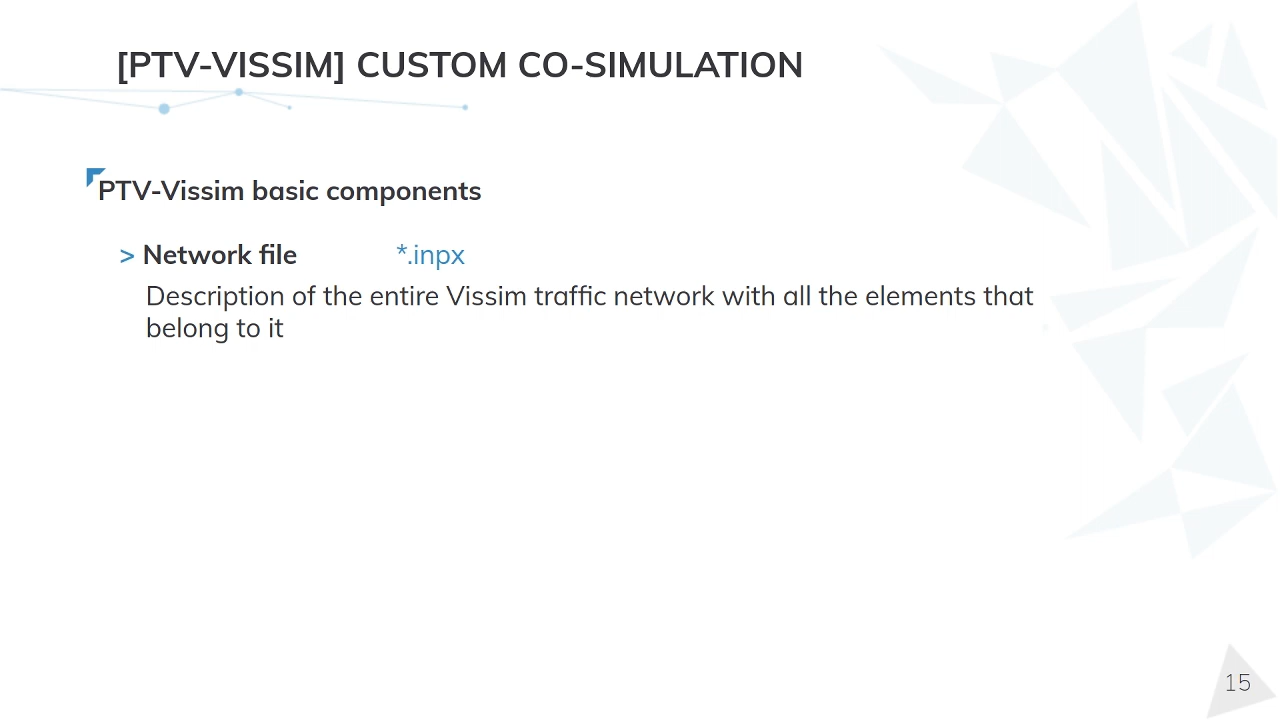 [PTV-VISSIM] CUSTOM CO-SIMULATION
PTV-Vissim basic components
> Network file *.inpx
Description of the entire Vissim traffic network with all the elements that
belong to it
15